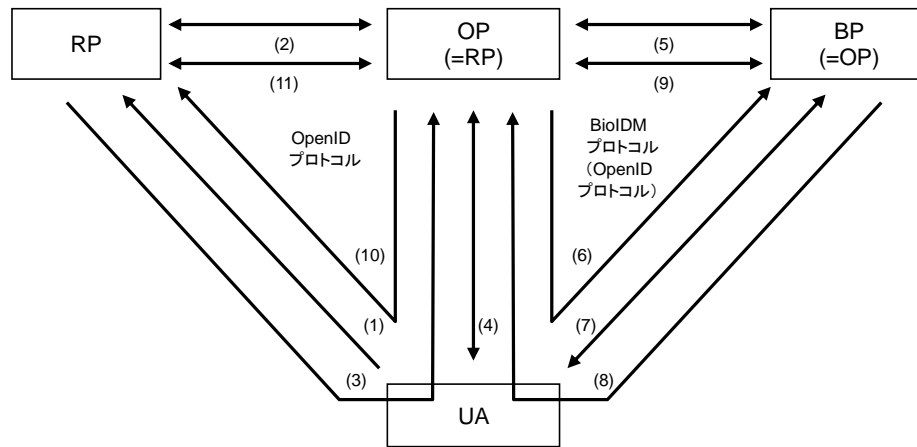 RP
OP
(=RP)
BP
(=OP)
(2)
(5)
(11)
(9)
OpenID
プロトコル
BioIDM
プロトコル
(OpenID
プロトコル)
(10)
(6)
(1)
(4)
(7)
(3)
(8)
UA